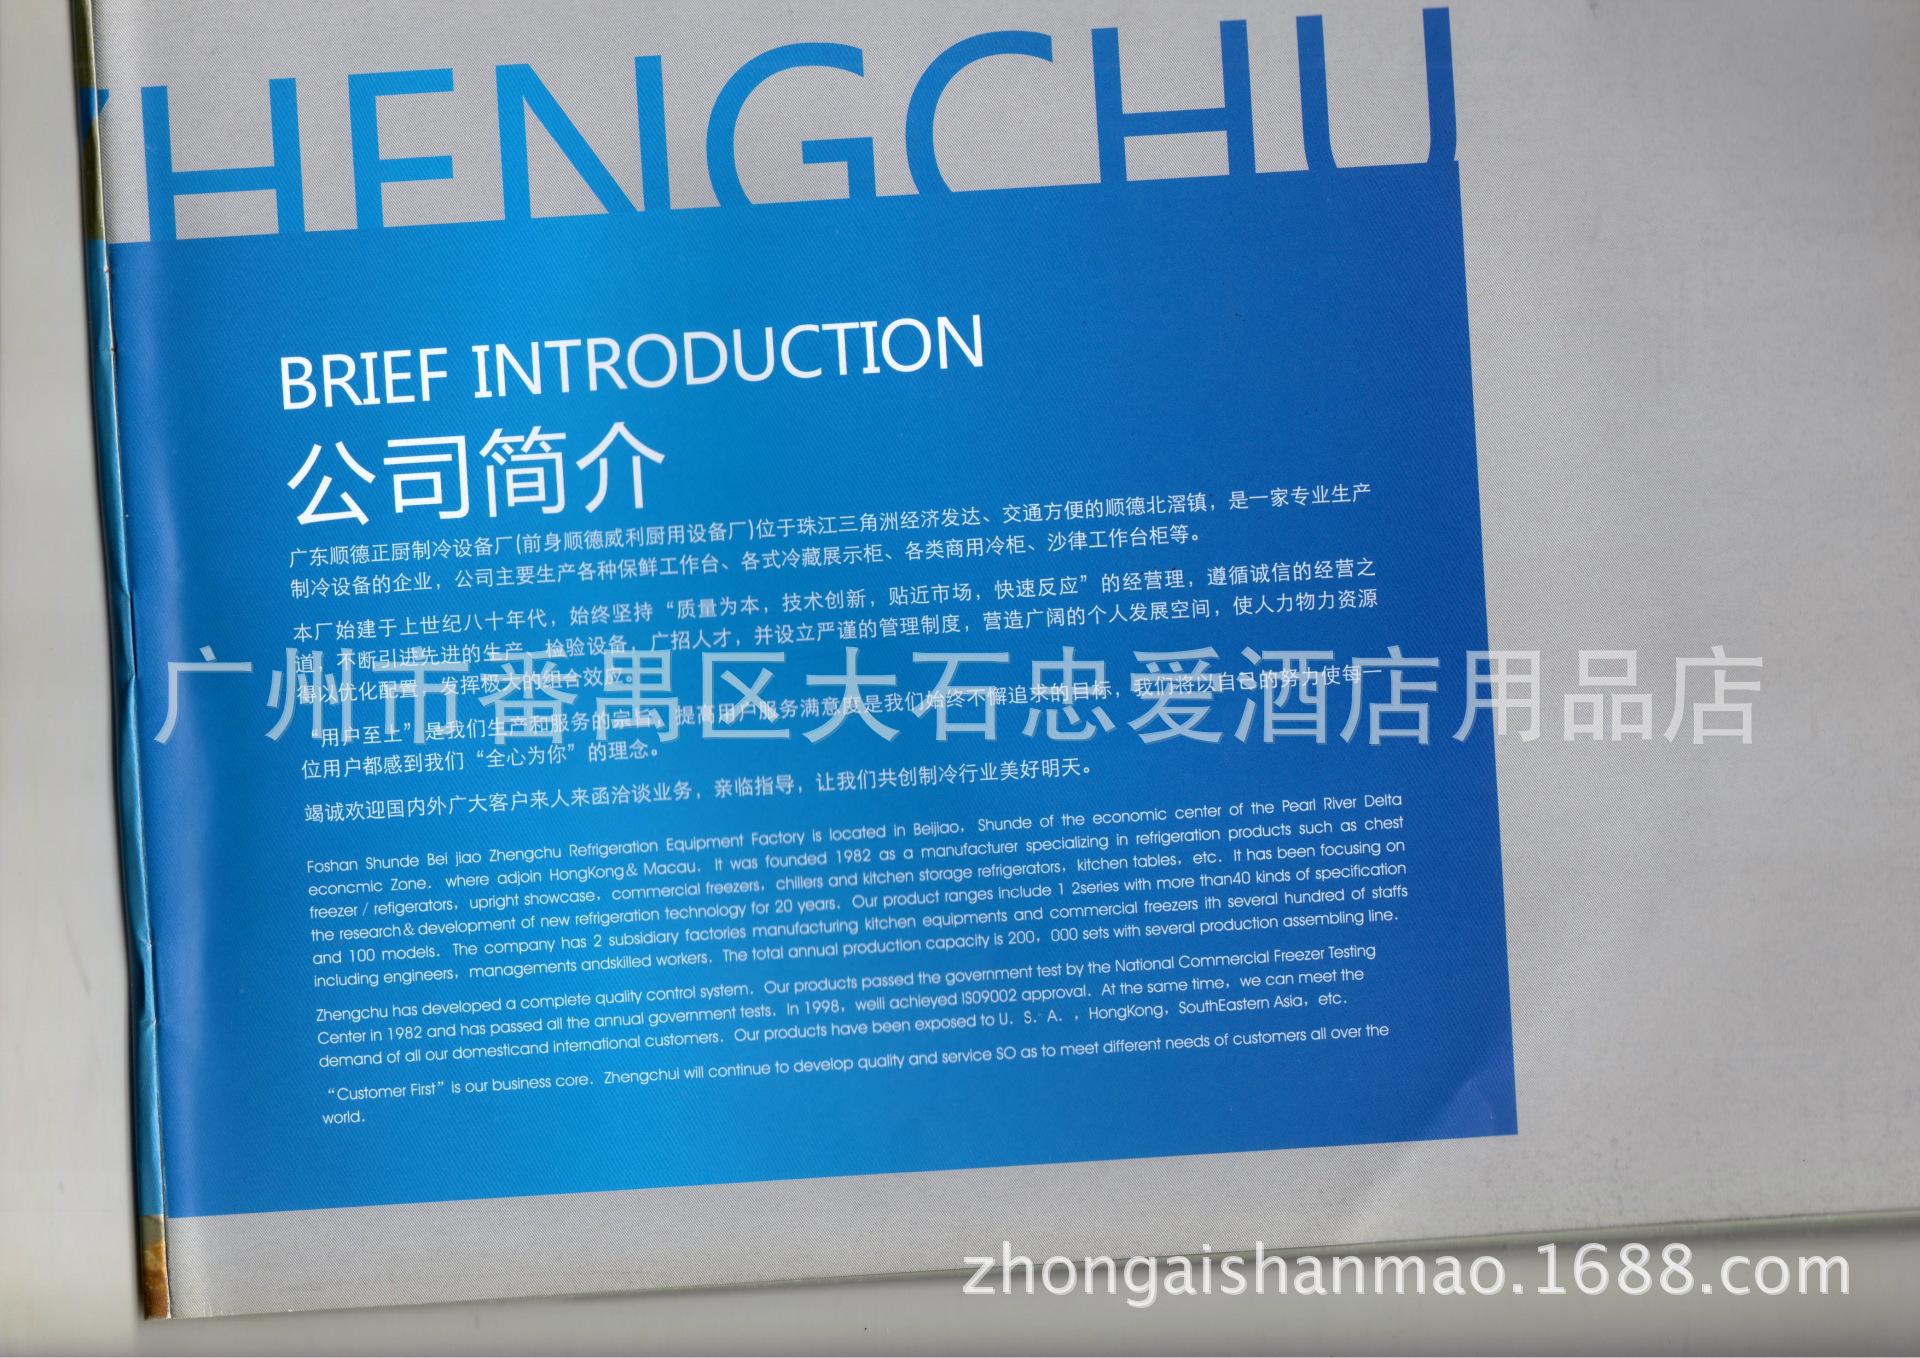 ZHENGCHU
BRIEF INTRODUCTION
公司简介
广东顺德正厨制冷设备厂(前身顺德威利厨用设备厂)位于珠江三角洲经济发达、交通方便的顺德北滘镇，是一家专业生产
制冷设备的企业，公司主要生产各种保鲜工作台、各式冷藏展示柜、各类商用冷柜、沙律工作台柜等。
本厂始建于上世纪八十年代，始终坚持“质量为本，技术创新，贴近市场，快速反应”的经营理，遵循诚信的经营之
道，不断引进先进的生产、检验设备，广招人才，并设立严谨的管理制度，营造广阔的个人发展空间，使人力物力资源
得以优化配置，发挥极大的组合效应。
“用户至上”是我们生产和服务的宗旨，提高用户服务满意度是我们始终不懈追求的目标，我们将以自己的努力使每一
位用户都感到我们“全心为你”的理念。
竭诚欢迎国内外广大客户来人来函洽谈业务，亲临指导，让我们共创制冷行业美好明天。
Foshan Shunde Bei jiao Zhengchu Refrigeration Equipment Factory is located in Beijiao，Shunde of the economic center of the Pearl River Delta
econcmic Zone．where adjoin HongKong& Macau．It was founded 1982 as a manufacturer specializing in refrigeration products such as chest
freezer / refigerators，upright showcase，commercial freezers，chillers and kitchen storage refrigerators，kitchen tables，etc．It has been focusing on
the research& development of new refrigeration technology for 20 years．Our product ranges include 1 2series with more than40 kinds of specification
and 100 models．The company has 2 subsidiary factories manufacturing kitchen equipments and commercial freezers ith several hundred of staffs
including engineers，managements andskilled workers．The total annual production capacity is 200，000 sets with several production assembling line．
Zhengchu has developed a complete quality control system．Our products passed the government test by the National Commercial Freezer Testing
Center in 1982 and has passed all the annual government tests．In 1998，weill achieyed IS09002 approval．At the same time，we can meet the
demand of all our domesticand international customers．Our products have been exposed to U．S．A．，HongKong，SouthEastern Asia，etc．
“Customer First”is our business core．Zhengchui will continue to develop quality and service SO as to meet different needs of customers all over the
world．
广州市番禺区大石忠爱酒店用品店
zhongaishanmao.1688.com